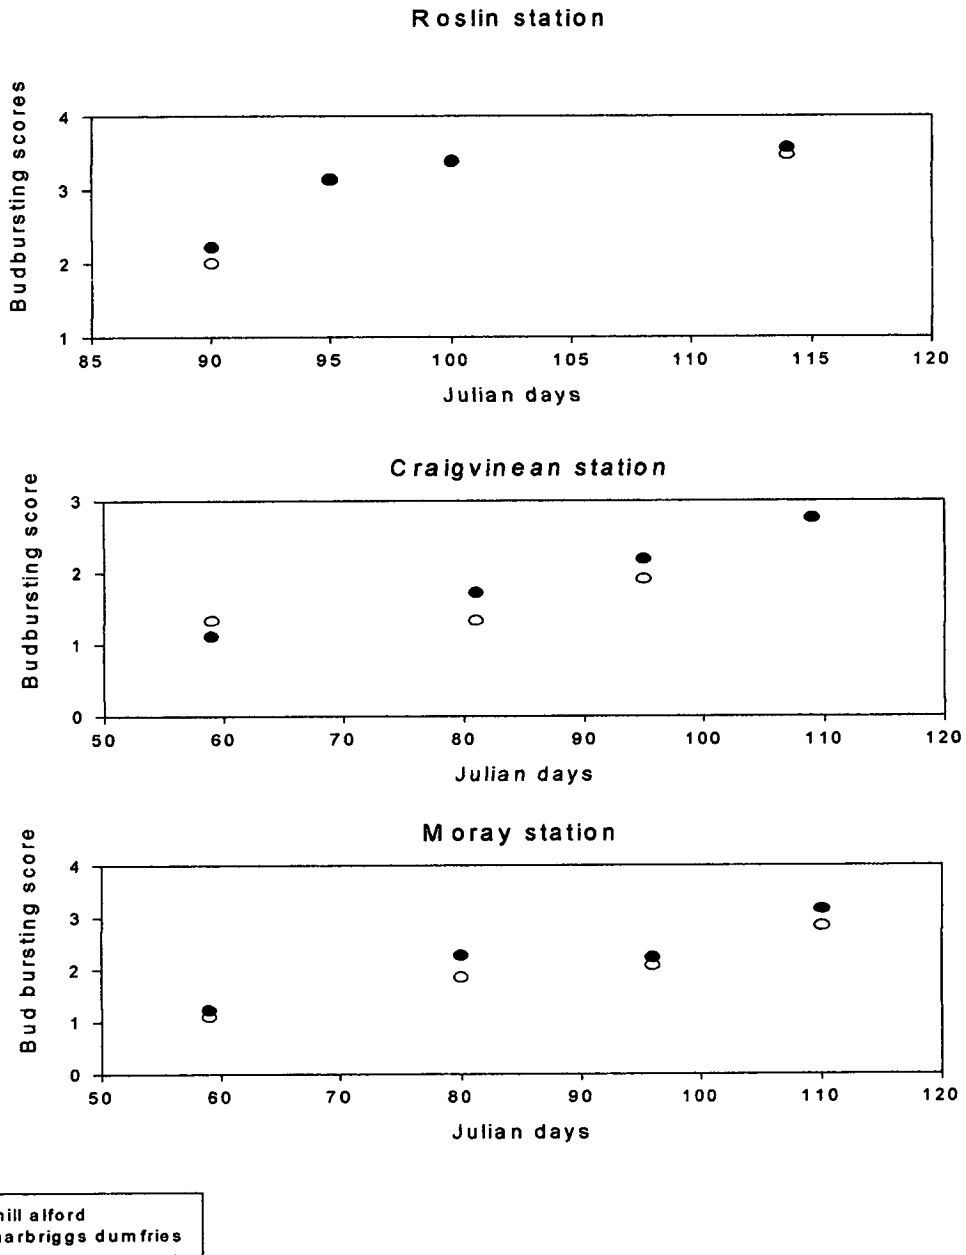 Roslin station
Budbursting scores
4
3
2
1
85 90 95 100 105 110 115 120
Julian days
Craigvinean station
Budbursting score
3
2
1
0
50 60 70 80 90 100 110 120
Julian days
Moray station
Bud bursting score
4
3
2
1
0
50 60 70 80 90 100 110 120
Julian days
alford
dumfries